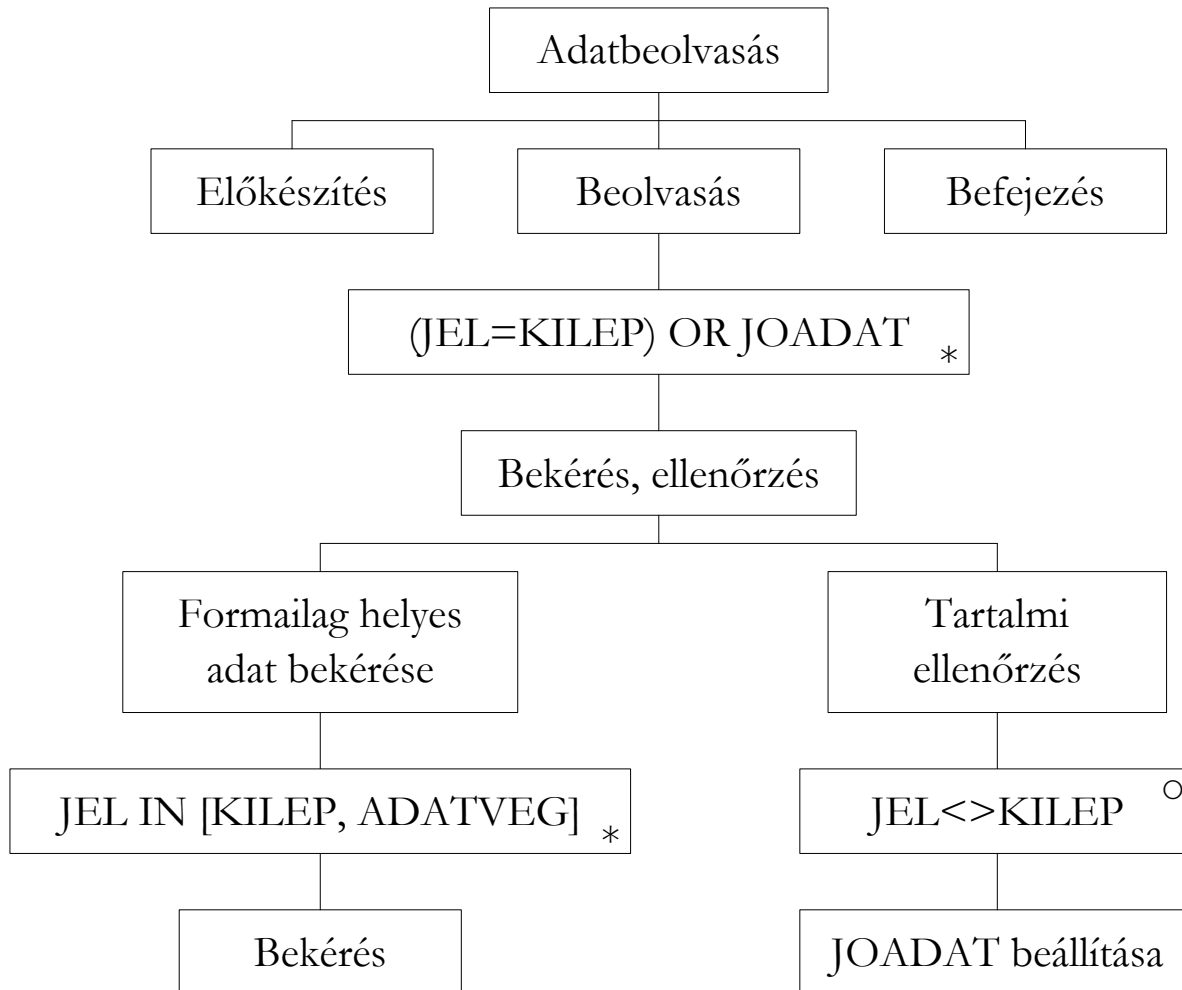 Adatbeolvasás
Előkészítés
Beolvasás
Befejezés
(JEL=KILEP) OR JOADAT *
Bekérés, ellenőrzés
Formailag helyes
adat bekérése
Tartalmi
ellenőrzés
JEL IN [KILEP, ADATVEG] *
JEL<>KILEP
Bekérés
JOADAT beállítása